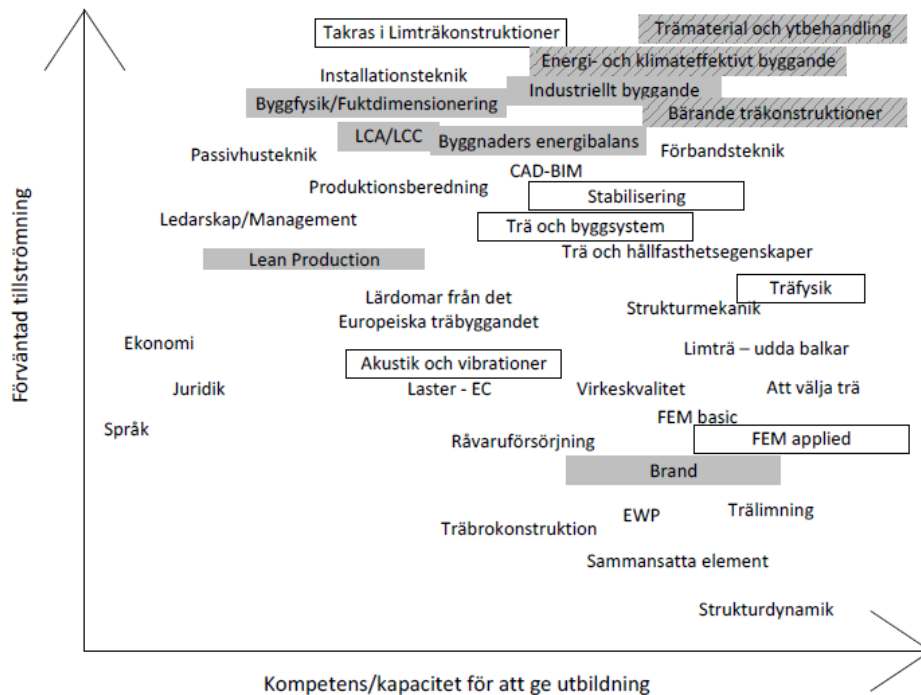 Takras i Limträkonstruktioner
Trämaterial och ytbehandling
Energi- och klimateffektivt byggande
Installationsteknik
Industriellt byggande
Byggfysik/Fuktdimensionering
Bärande träkonstruktioner
LCA/LCC
Byggnaders energibalans
Förbandsteknik
Passivhusteknik
CAD-BIM
Produktionsberedning
Stabilisering
Ledarskap/Management
Trä och byggsystem
Trä och hållfasthetsegenskaper
Lean Production
Träfysik
Lärdomar från det
Europeiska träbyggandet
Strukturmekanik
Ekonomi
Limträ – udda balkar
Akustik och vibrationer
Juridik
Laster - EC
Virkeskvalitet
Att välja trä
FEM basic
Språk
Råvaruförsörjning
FEM applied
Brand
EWP
Trälimning
Träbrokonstruktion
Sammansatta element
Strukturdynamik
Förväntad tillströmning
Kompetens/kapacitet för att ge utbildning